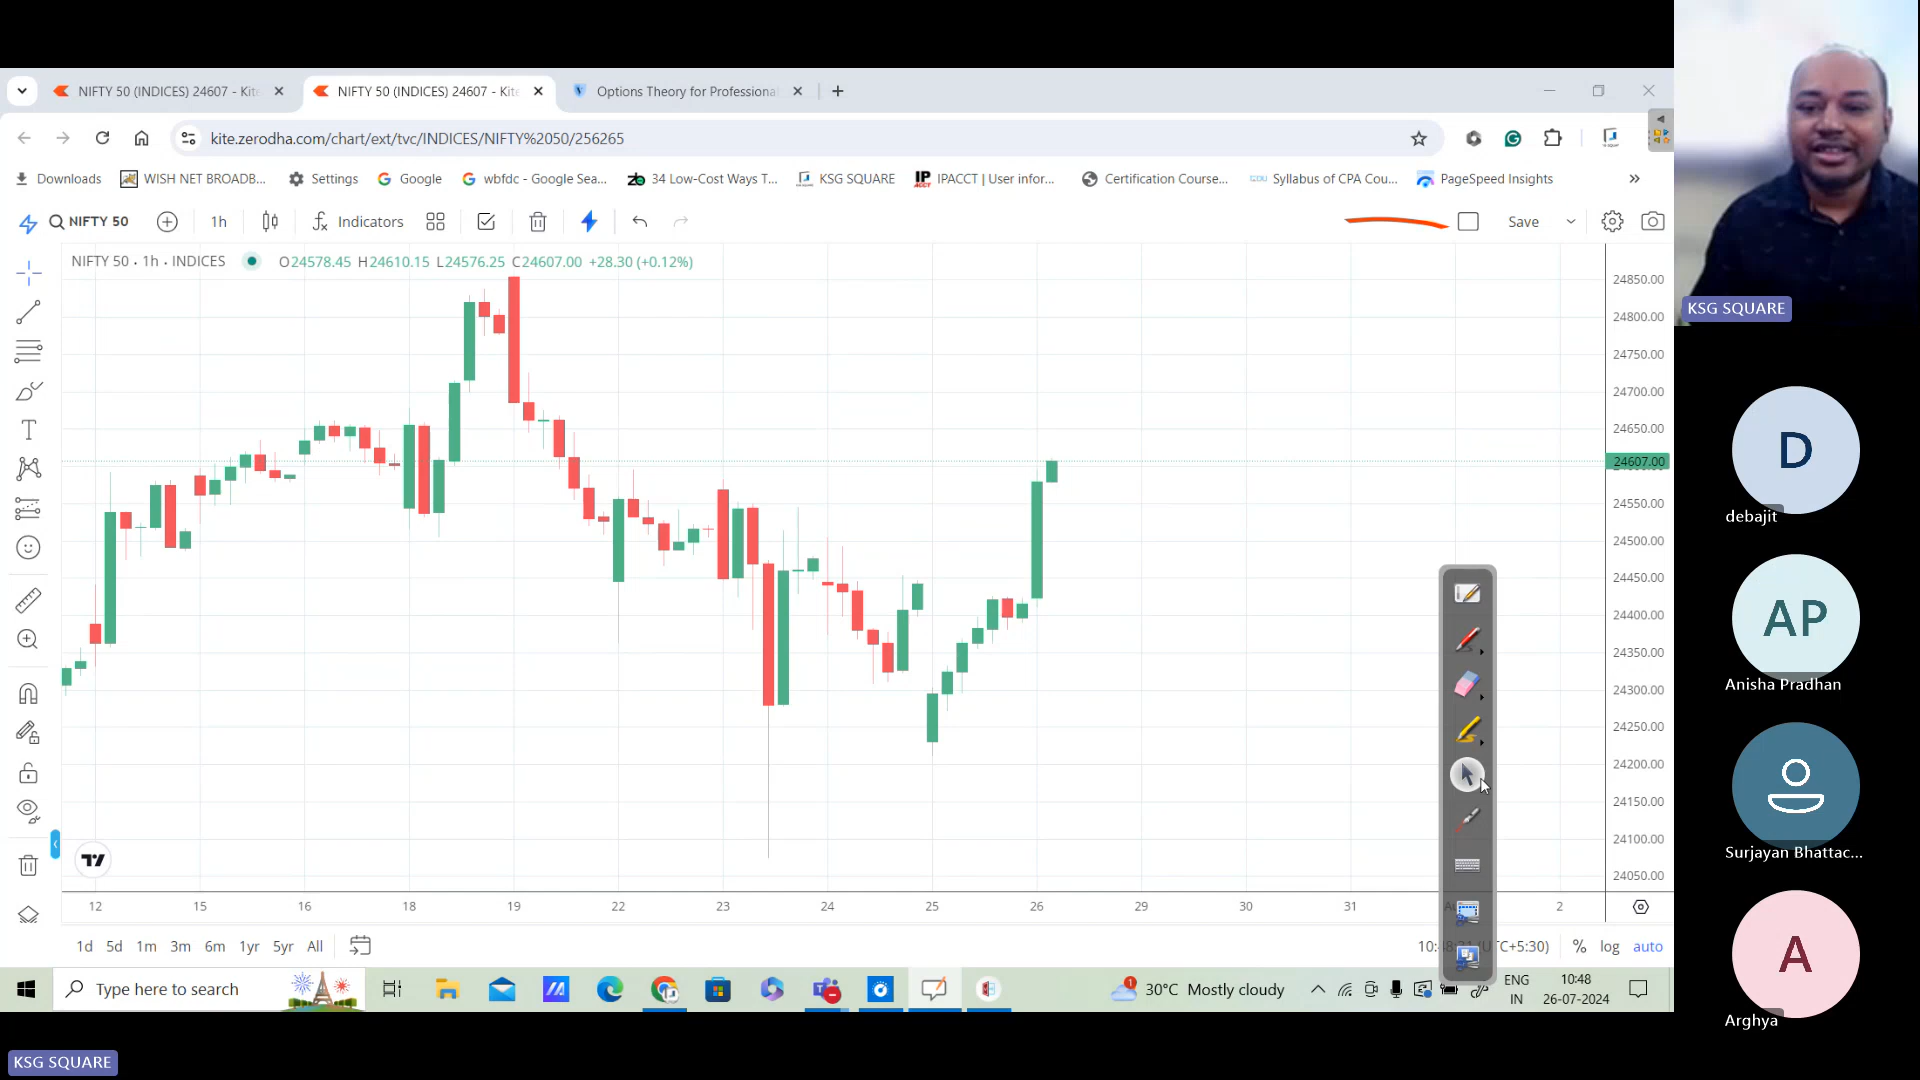 NIFTY 50 (INDICES) 24607 - Kite
NIFTY 50 (INDICES) 24607 - Kite
Options Theory for Professional
kite.zerodha.com/chart/ext/tvc/INDICES/NIFTY%2050/256265
Downloads
WISH NET BROADB...
Settings
Google
wbfdc - Google Sea...
34 Low-Cost Ways T...
KSG SQUARE
IPACCT | User infor...
Certification Course...
Syllabus of CPA Cou...
PageSpeed Insights
»
NIFTY 50
1h
Indicators
Save
NIFTY 50 · 1h · INDICES
O24578.45 H24610.15 L24576.25 C24607.00 +28.30 (+0.12%)
24850.00
24800.00
24750.00
24700.00
24650.00
24607.00
24550.00
24500.00
24450.00
24400.00
24350.00
24300.00
24250.00
24200.00
24150.00
24100.00
24050.00
12 15 16 18 19 22 23 24 25 26 29 30 31 2
1d 5d 1m 3m 6m 1yr 5yr All
% log auto
Type here to search
30°C Mostly cloudy
ENG
IN
10:48
26-07-2024
KSG SQUARE
KSG SQUARE
D
debajit
AP
Anisha Pradhan
Surjayan Bhattac...
A
Arghya